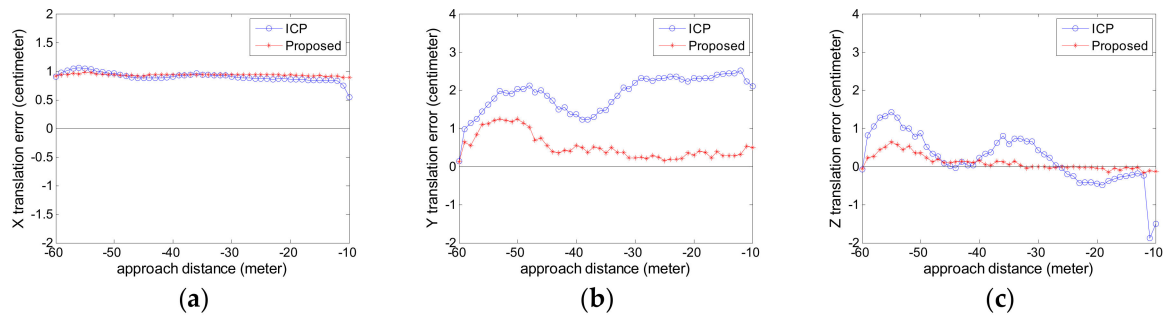 X translation error (centimeter)
2
1.5
1
0.5
0
-0.5
-1
-1.5
-2
-60 -50 -40 -30 -20 -10
approach distance (meter)
ICP
Proposed
(a)
Y translation error (centimeter)
4
3
2
1
0
-1
-2
-60 -50 -40 -30 -20 -10
approach distance (meter)
ICP
Proposed
(b)
Z translation error (centimeter)
4
3
2
1
0
-1
-2
-60 -50 -40 -30 -20 -10
approach distance (meter)
ICP
Proposed
(c)